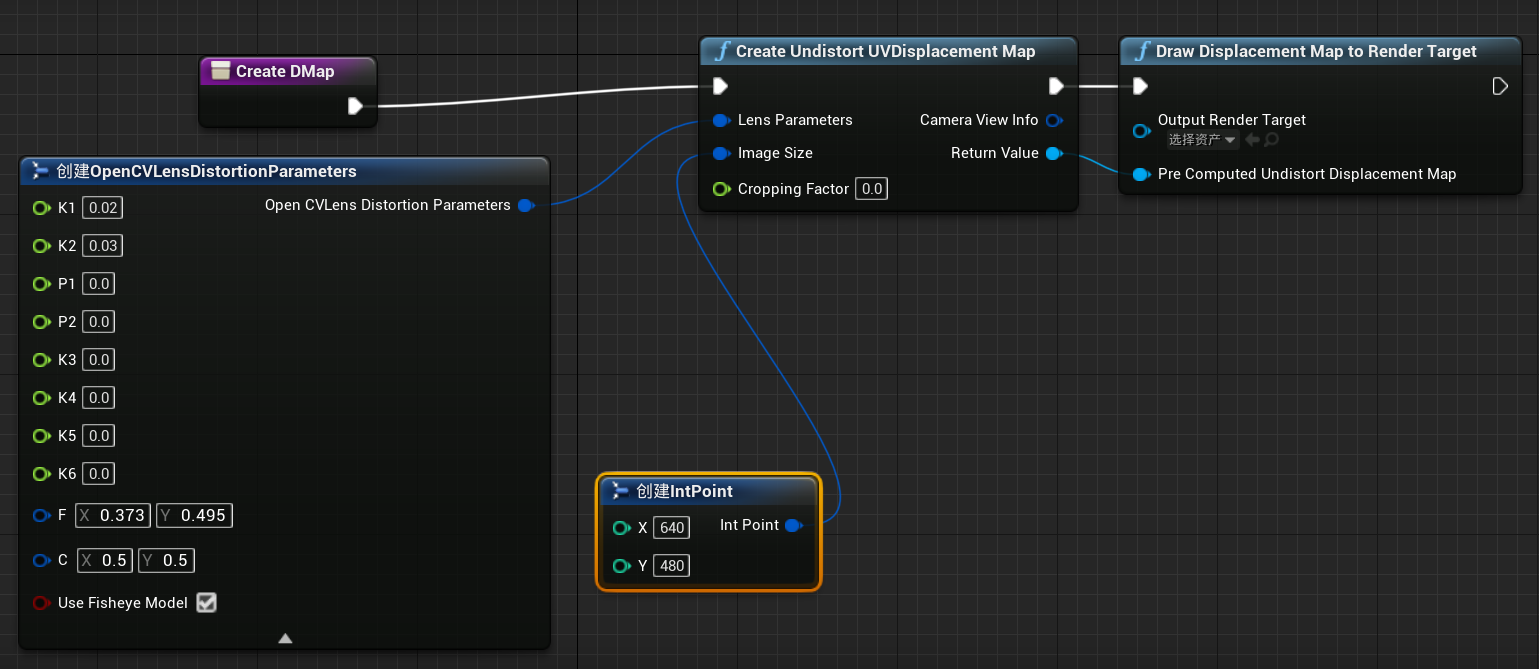 Create DMap
创建OpenCVLensDistortionParameters
K1 0.02
Open CVLens Distortion Parameters
K2 0.03
P1 0.0
P2 0.0
K3 0.0
K4 0.0
K5 0.0
K6 0.0
F X 0.373 Y 0.495
C X 0.5 Y 0.5
Use Fisheye Model
创建IntPoint
X 640
Int Point
Y 480
f Create Undistort UVDisplacement Map
Lens Parameters
Camera View Info
Image Size
Return Value
Cropping Factor 0.0
f Draw Displacement Map to Render Target
Output Render Target
选择资产
Pre Computed Undistort Displacement Map